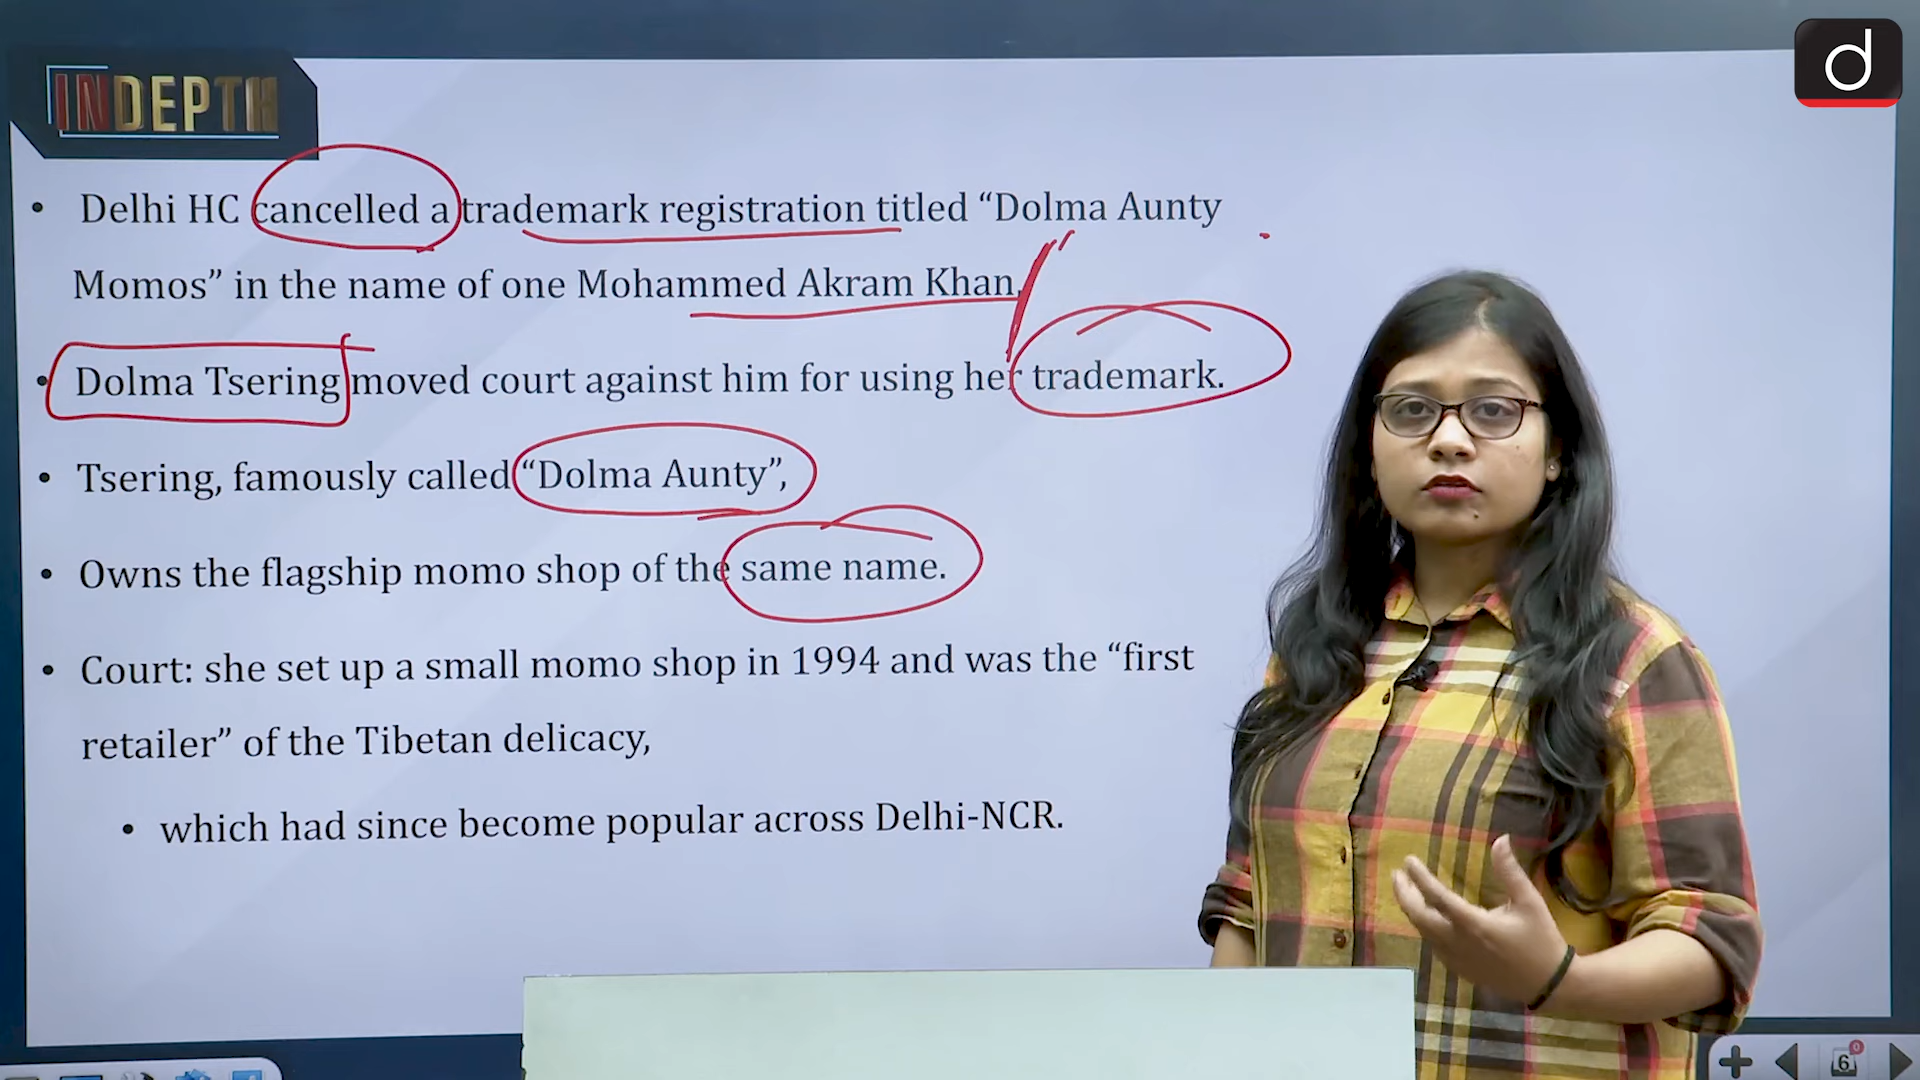 INDEPTH
d
• Delhi HC cancelled a trademark registration titled “Dolma Aunty
Momos” in the name of one Mohammed Akram Khan.
• Dolma Tsering moved court against him for using her trademark.
• Tsering, famously called “Dolma Aunty”,
• Owns the flagship momo shop of the same name.
• Court: she set up a small momo shop in 1994 and was the “first
retailer” of the Tibetan delicacy,
• which had since become popular across Delhi-NCR.
6
0